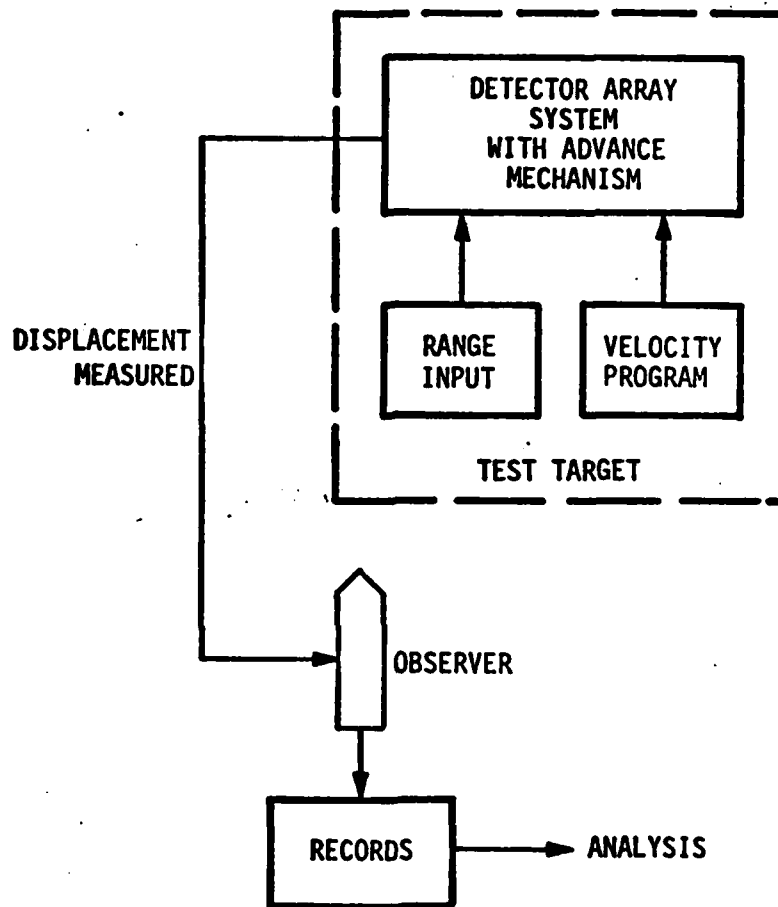 DETECTOR ARRAY
SYSTEM
WITH ADVANCE
MECHANISM
DISPLACEMENT
MEASURED
RANGE
INPUT
VELOCITY
PROGRAM
TEST TARGET
OBSERVER
RECORDS
ANALYSIS